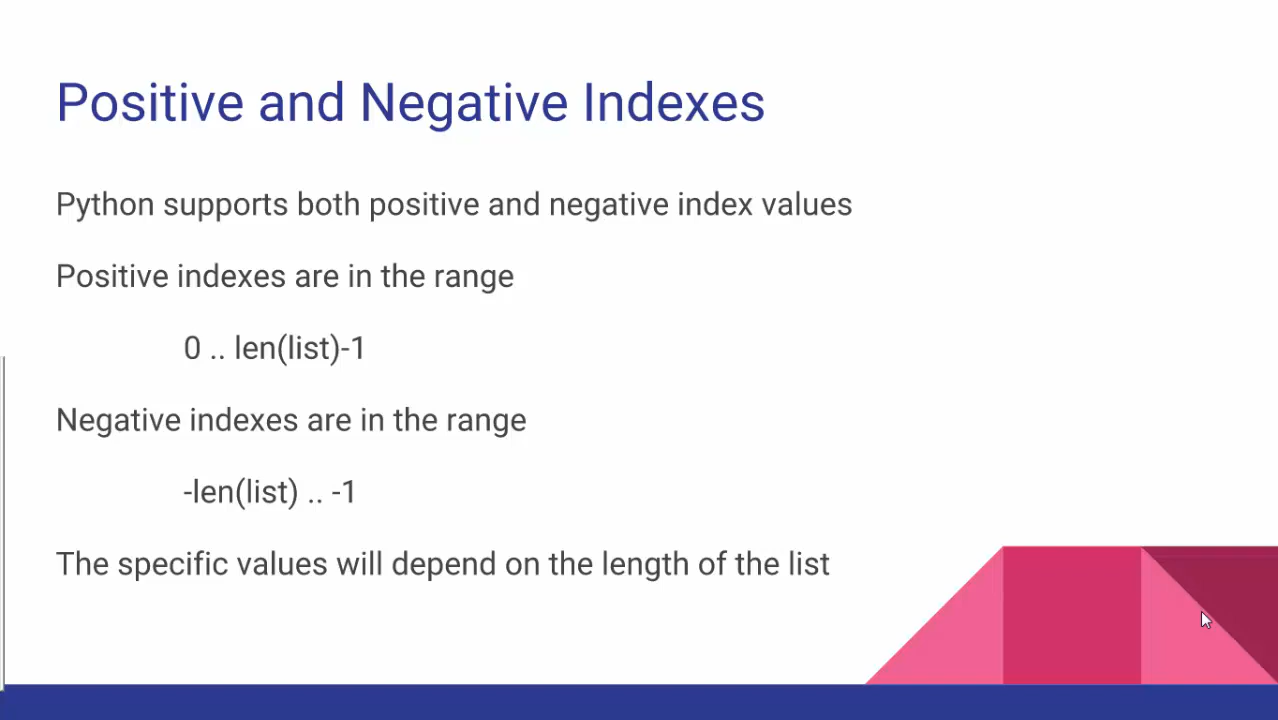 Positive and Negative Indexes
Python supports both positive and negative index values
Positive indexes are in the range
0 .. len(list)-1
Negative indexes are in the range
-len(list) .. -1
The specific values will depend on the length of the list